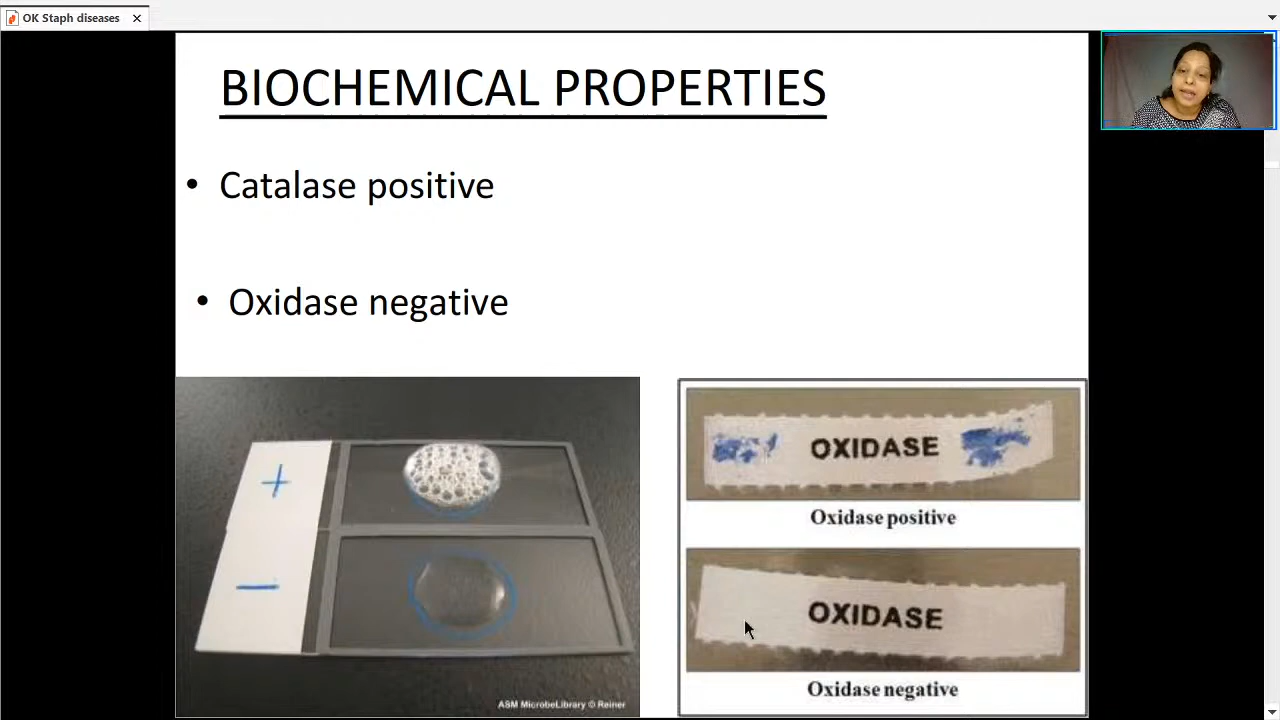 OK Staph diseases
BIOCHEMICAL PROPERTIES
• Catalase positive
• Oxidase negative
+
−
ASM MicrobeLibrary © Reiner
OXIDASE
Oxidase positive
OXIDASE
Oxidase negative